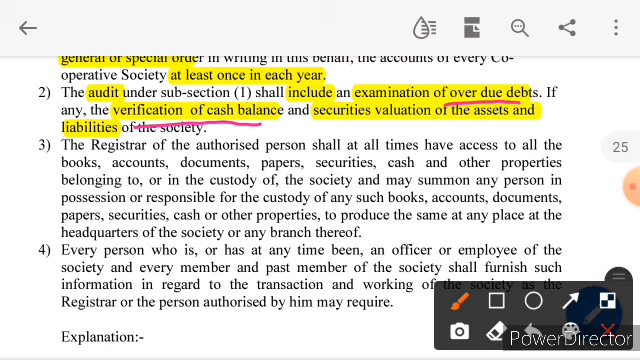 general or special order in writing in this behalf, the accounts of every Co-
operative Society at least once in each year.
2) The audit under sub-section (1) shall include an examination of over due debts. If
any, the verification of cash balance and securities valuation of the assets and
liabilities of the society.
3) The Registrar of the authorised person shall at all times have access to all the
books, accounts, documents, papers, securities, cash and other properties
belonging to, or in the custody of, the society and may summon any person in
possession or responsible for the custody of any such books, accounts, documents,
papers, securities, cash or other properties, to produce the same at any place at the
headquarters of the society or any branch thereof.
4) Every person who is, or has at any time been, an officer or employee of the
society and every member and past member of the society shall furnish such
information in regard to the transaction and working of the society as the
Registrar or the person authorised by him may require.
Explanation:-
25
PowerDirector